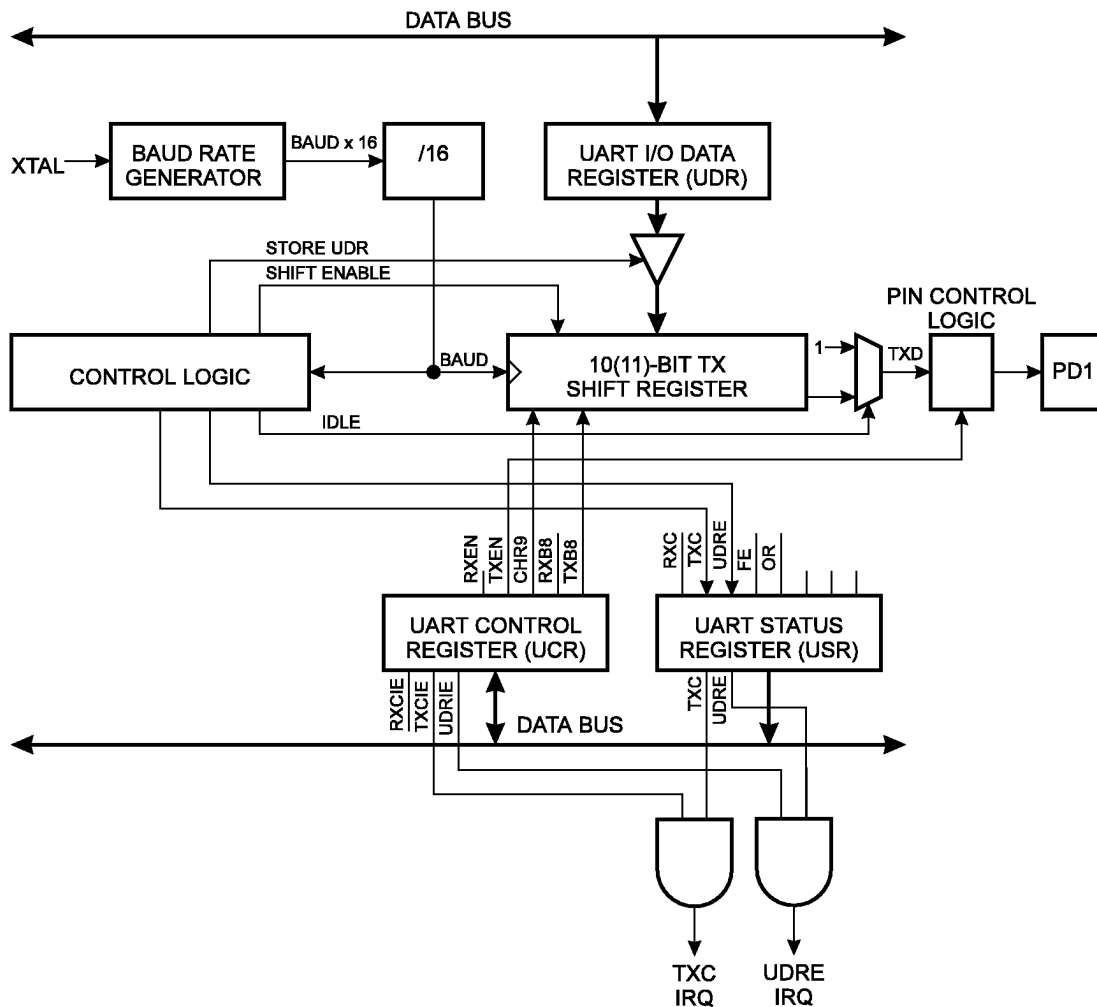 DATA BUS
XTAL
BAUD RATE
GENERATOR
BAUD x 16
/16
UART I/O DATA
REGISTER (UDR)
STORE UDR
SHIFT ENABLE
PIN CONTROL
LOGIC
CONTROL LOGIC
BAUD
10(11)-BIT TX
SHIFT REGISTER
1
TXD
PD1
IDLE
RXEN
TXEN
CHR9
RXB8
TXB8
RXC
TXC
UDRE
FE
OR
UART CONTROL
REGISTER (UCR)
UART STATUS
REGISTER (USR)
RXCIE
TXCIE
UDRIE
TXC
UDRE
DATA BUS
TXC
IRQ
UDRE
IRQ